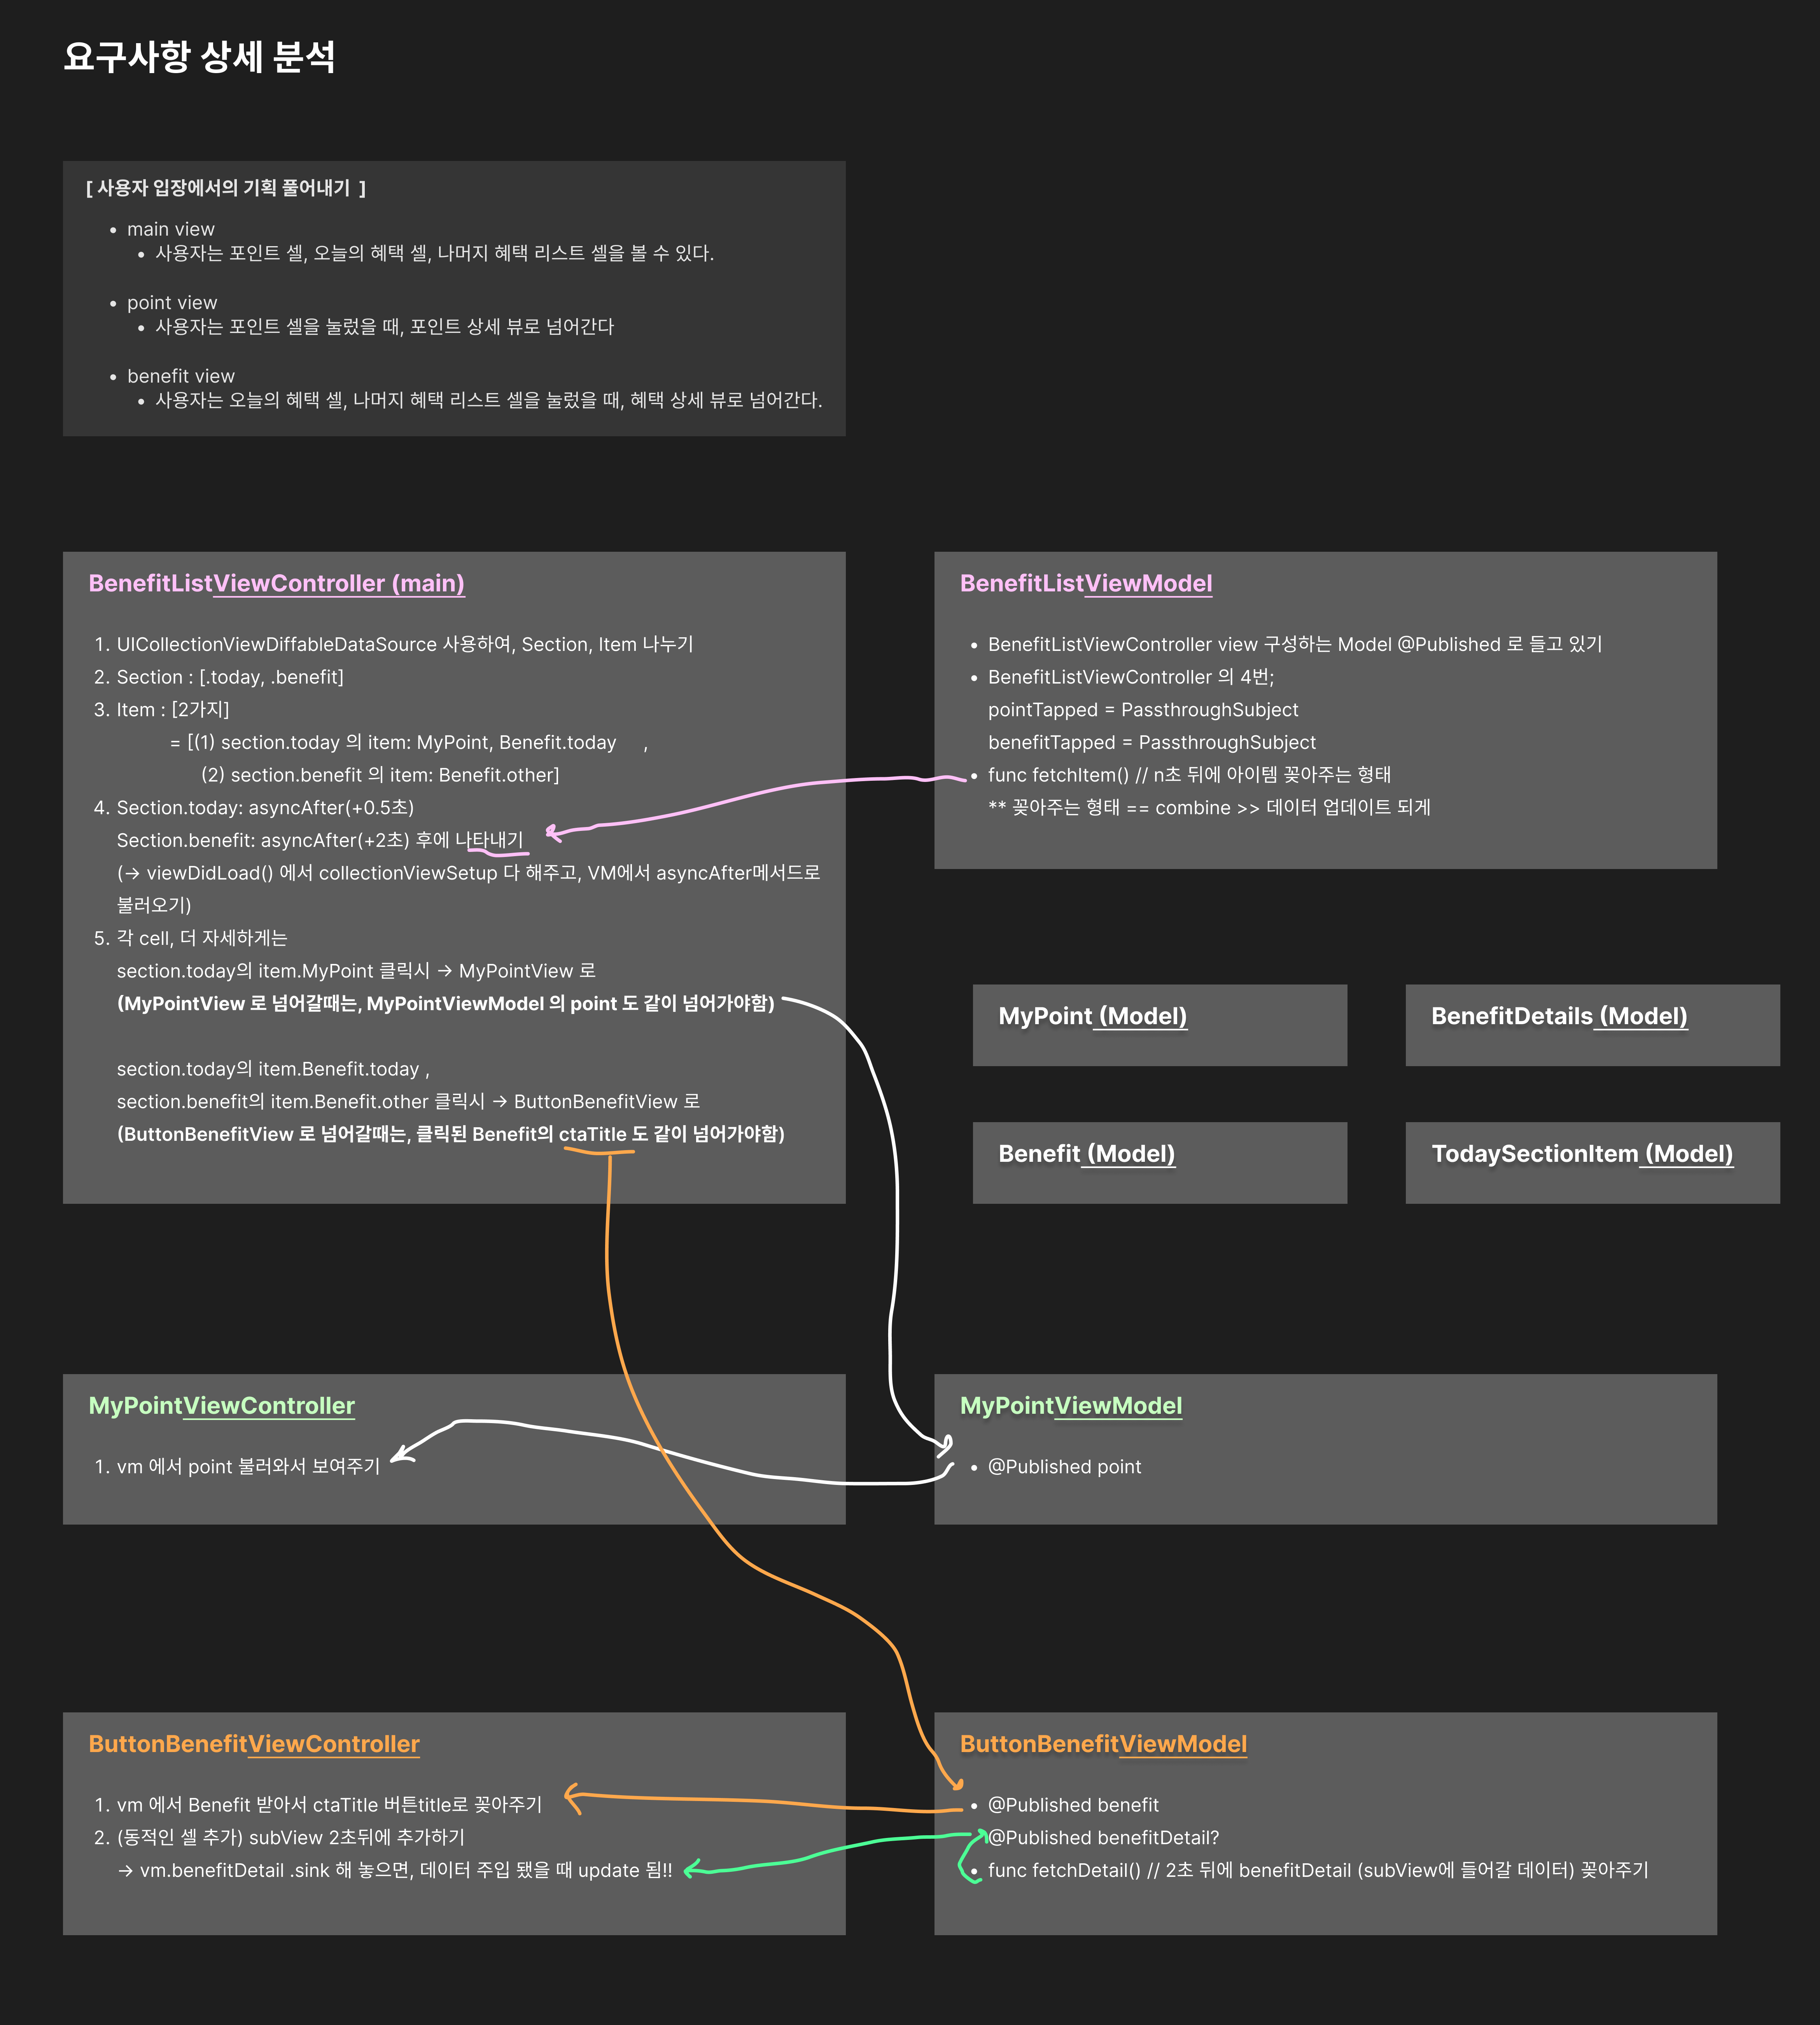 요구사항 상세 분석
[ 사용자 입장에서의 기획 풀어내기 ]
• main view
• 사용자는 포인트 셀, 오늘의 혜택 셀, 나머지 혜택 리스트 셀을 볼 수 있다.
• point view
• 사용자는 포인트 셀을 눌렀을 때, 포인트 상세 뷰로 넘어간다
• benefit view
• 사용자는 오늘의 혜택 셀, 나머지 혜택 리스트 셀을 눌렀을 때, 혜택 상세 뷰로 넘어간다.
BenefitListViewController (main)
1. UICollectionViewDiffableDataSource 사용하여, Section, Item 나누기
2. Section : [.today, .benefit]
3. Item : [2가지]
= [(1) section.today 의 item: MyPoint, Benefit.today ,
(2) section.benefit 의 item: Benefit.other]
4. Section.today: asyncAfter(+0.5초)
Section.benefit: asyncAfter(+2초) 후에 나타내기
(→ viewDidLoad() 에서 collectionViewSetup 다 해주고, VM에서 asyncAfter메서드로
불러오기)
5. 각 cell, 더 자세하게는
section.today의 item.MyPoint 클릭시 → MyPointView 로
(MyPointView 로 넘어갈때는, MyPointViewModel 의 point 도 같이 넘어가야함)
section.today의 item.Benefit.today ,
section.benefit의 item.Benefit.other 클릭시 → ButtonBenefitView 로
(ButtonBenefitView 로 넘어갈때는, 클릭된 Benefit의 ctaTitle 도 같이 넘어가야함)
BenefitListViewModel
• BenefitListViewController view 구성하는 Model @Published 로 들고 있기
• BenefitListViewController 의 4번;
pointTapped = PassthroughSubject
benefitTapped = PassthroughSubject
• func fetchItem() // n초 뒤에 아이템 꽂아주는 형태
** 꽂아주는 형태 == combine >> 데이터 업데이트 되게
MyPoint (Model)
BenefitDetails (Model)
Benefit (Model)
TodaySectionItem (Model)
MyPointViewController
1. vm 에서 point 불러와서 보여주기
MyPointViewModel
• @Published point
ButtonBenefitViewController
1. vm 에서 Benefit 받아서 ctaTitle 버튼title로 꽂아주기
2. (동적인 셀 추가) subView 2초뒤에 추가하기
→ vm.benefitDetail .sink 해 놓으면, 데이터 주입 됐을 때 update 됨!!
ButtonBenefitViewModel
• @Published benefit
@Published benefitDetail?
• func fetchDetail() // 2초 뒤에 benefitDetail (subView에 들어갈 데이터) 꽂아주기